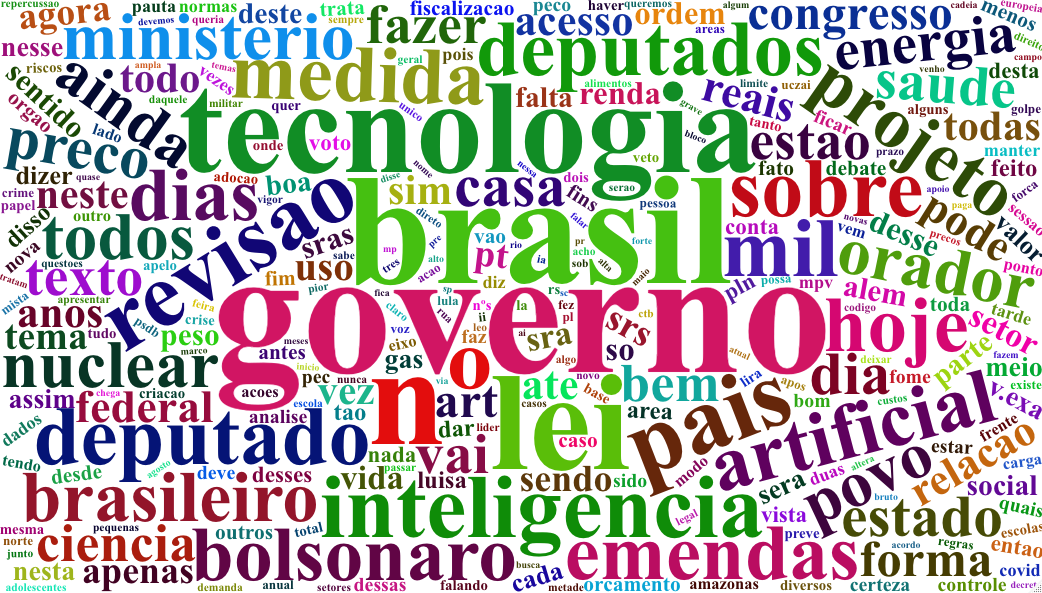 repercussao
agora
pauta normas
devemos queria
deste
trata
sempre
fiscalizacao
fazer
peco
acesso
haver queremos
ordem
areas
algum
congresso
cadeia europeia
menos
direito
nesse
ministerio
geral
pois
deputados
energia
campo
riscos
ampla
todo
vezes
temas
medida
alimentos
limite
uczai
venho
desta
saude
sentido
ainda
daquele
militar
quer
unico
falta
renda
grave
reais
tanto
ficar
alguns
golpe
projeto
todas
orgao
lado
tecnologia
onde
voto
bloco
estao
prazo
manter
preco
veto
fato
debate
feito
dizer
quase
adocao
boa
disse
nome
nessa
dois
serao
forca
crime
papel
neste
dias
vigor
sim
casa
fins
pessoa
sobre
apoio
paga
pode
sessao
disso
outro
revisao
brasil
direto
falar
conta
novas
vem
desse
precos
valor
nova
todos
sras
sabe
mp
pre
vao
rio
pr
acho
forte
mil
orador
ponto
questoes
apelo
tres
alto
pt
ia
sob
alta
tratam
texto
fim
uso
acao
diz
maio
pln
possa
mpv
alem
codigo
toda
tarde
mista
apresentar
pior
fica
sp
lula
nºs
rs
sc
anos
feira
crise
claro
rua
ii
la
fez
pl
ctb
setor
tema
tudo
psdb
peso
governo
voz
leo
faz
ai
sra
srs
hoje
marco
meses
antes
eixo
gas
algo
so
atual
deixar
parte
fazem
nuclear
inicio
acoes
pec
nunca
vez
via
o
novo
ate
base
bem
lira
apos
dia
fome
meio
assim
chega
criacao
escola
n
art
casos
lei
area
pais
bom
custos
existe
v.exa
federal
analise
tao
dar
lider
caso
artificial
frente
dados
deputado
nada
vai
passar
modo
duas
altera
povo
estar
relacao
tendo
desde
agosto
deve
desses
vida
luisa
sendo
sido
sera
carga
brasileiro
inteligencia
legal
bruto
social
quais
mesma
pequenas
outros
total
vista
preve
estado
escolas
norte
ciencia
bolsonaro
emendas
acordo
regras
entao
junto
forma
nesta
apenas
busca
cada
covid
adolescentes
demanda
anual
setores
dessas
falando
metade
orcamento
amazonas
diversos
certeza
controle